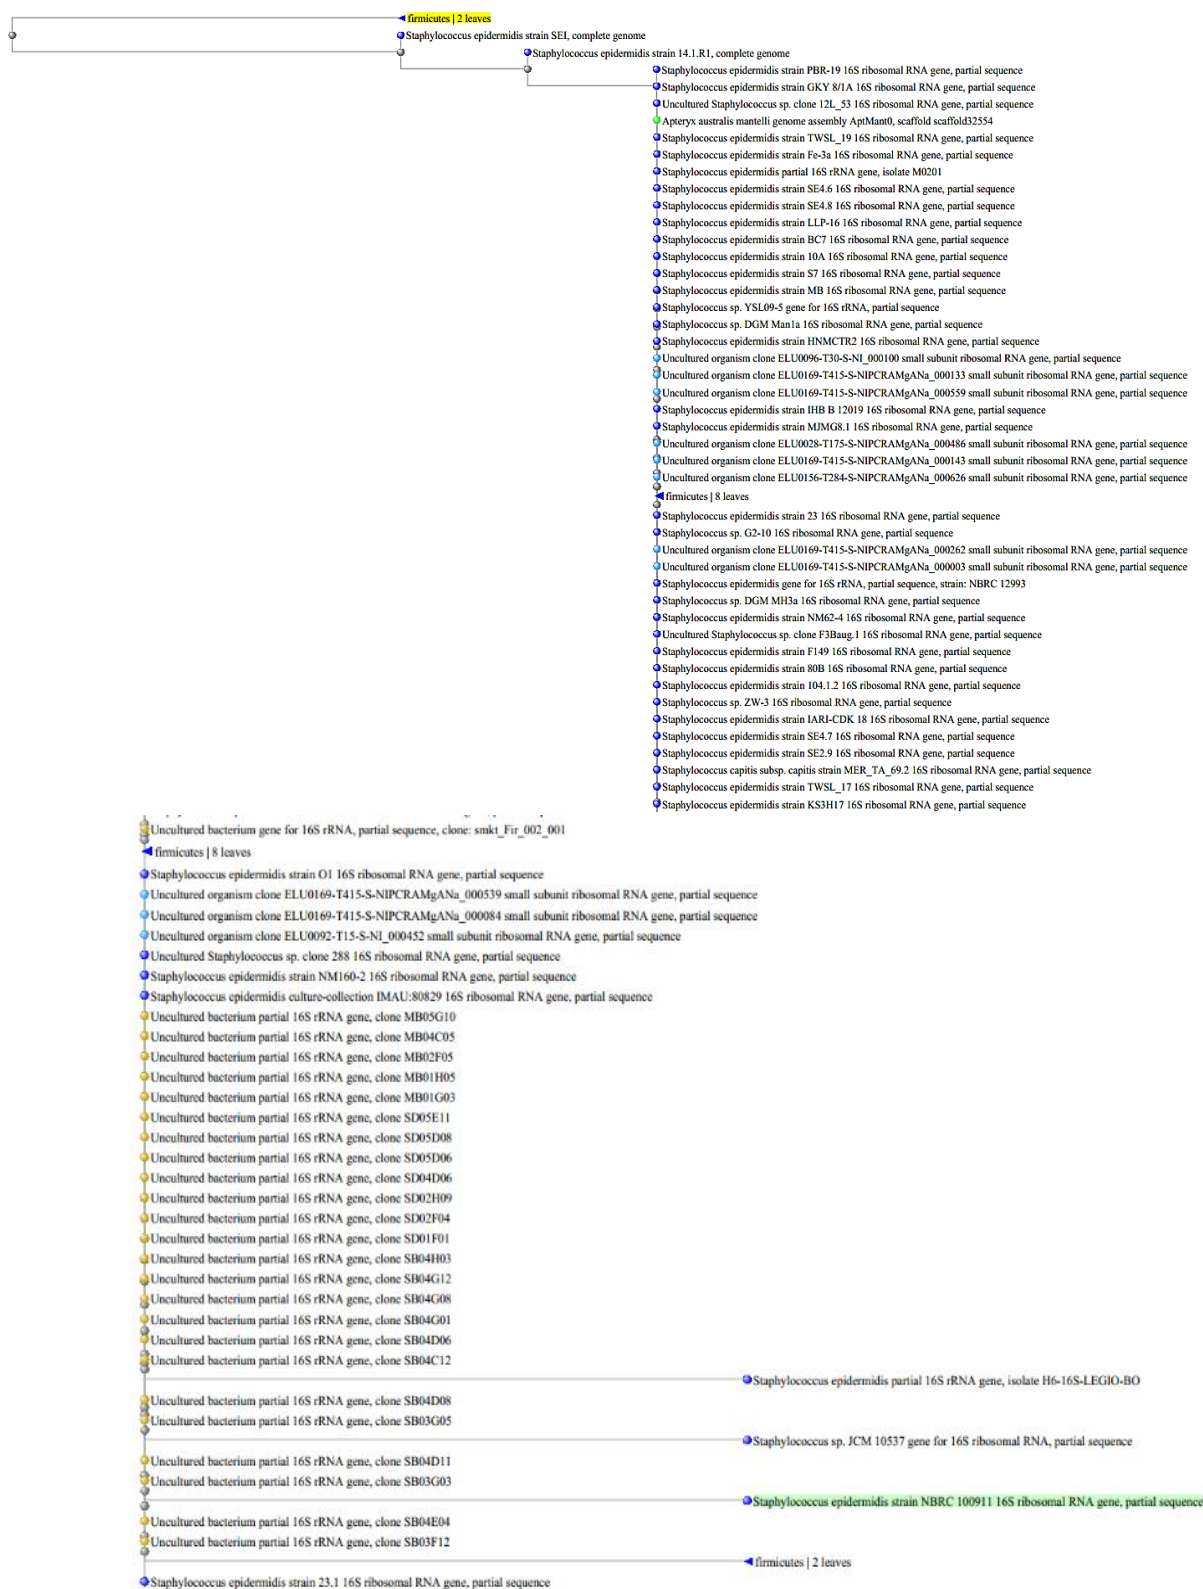 firmicutes | 2 leaves
Staphylococcus epidermidis strain SEI, complete genome
Staphylococcus epidermidis strain 14.1.R1, complete genome
Staphylococcus epidermidis strain PBR-19 16S ribosomal RNA gene, partial sequence
Staphylococcus epidermidis strain GKY 8/1A 16S ribosomal RNA gene, partial sequence
Uncultured Staphylococcus sp. clone 12L_53 16S ribosomal RNA gene, partial sequence
Apteryx australis mantelli genome assembly AptMant0, scaffold scaffold32554
Staphylococcus epidermidis strain TWSL_19 16S ribosomal RNA gene, partial sequence
Staphylococcus epidermidis strain Fe-3a 16S ribosomal RNA gene, partial sequence
Staphylococcus epidermidis partial 16S rRNA gene, isolate M0201
Staphylococcus epidermidis strain SE4.6 16S ribosomal RNA gene, partial sequence
Staphylococcus epidermidis strain SE4.8 16S ribosomal RNA gene, partial sequence
Staphylococcus epidermidis strain LLP-16 16S ribosomal RNA gene, partial sequence
Staphylococcus epidermidis strain BC7 16S ribosomal RNA gene, partial sequence
Staphylococcus epidermidis strain 10A 16S ribosomal RNA gene, partial sequence
Staphylococcus epidermidis strain S7 16S ribosomal RNA gene, partial sequence
Staphylococcus epidermidis strain MB 16S ribosomal RNA gene, partial sequence
Staphylococcus sp. YSL09-5 gene for 16S rRNA, partial sequence
Staphylococcus sp. DGM Man1a 16S ribosomal RNA gene, partial sequence
Staphylococcus epidermidis strain HNMCTR2 16S ribosomal RNA gene, partial sequence
Uncultured organism clone ELU0096-T30-S-NI_000100 small subunit ribosomal RNA gene, partial sequence
Uncultured organism clone ELU0169-T415-S-NIPCRAMgANa_000133 small subunit ribosomal RNA gene, partial sequence
Uncultured organism clone ELU0169-T415-S-NIPCRAMgANa_000559 small subunit ribosomal RNA gene, partial sequence
Staphylococcus epidermidis strain IHB B 12019 16S ribosomal RNA gene, partial sequence
Staphylococcus epidermidis strain MJMG8.1 16S ribosomal RNA gene, partial sequence
Uncultured organism clone ELU0028-T175-S-NIPCRAMgANa_000486 small subunit ribosomal RNA gene, partial sequence
Uncultured organism clone ELU0169-T415-S-NIPCRAMgANa_000143 small subunit ribosomal RNA gene, partial sequence
Uncultured organism clone ELU0156-T284-S-NIPCRAMgANa_000626 small subunit ribosomal RNA gene, partial sequence
firmicutes | 8 leaves
Staphylococcus epidermidis strain 23 16S ribosomal RNA gene, partial sequence
Staphylococcus sp. G2-10 16S ribosomal RNA gene, partial sequence
Uncultured organism clone ELU0169-T415-S-NIPCRAMgANa_000262 small subunit ribosomal RNA gene, partial sequence
Uncultured organism clone ELU0169-T415-S-NIPCRAMgANa_000003 small subunit ribosomal RNA gene, partial sequence
Staphylococcus epidermidis gene for 16S rRNA, partial sequence, strain: NBRC 12993
Staphylococcus sp. DGM MH3a 16S ribosomal RNA gene, partial sequence
Staphylococcus epidermidis strain NM62-4 16S ribosomal RNA gene, partial sequence
Uncultured Staphylococcus sp. clone F3Baug.1 16S ribosomal RNA gene, partial sequence
Staphylococcus epidermidis strain F149 16S ribosomal RNA gene, partial sequence
Staphylococcus epidermidis strain 80B 16S ribosomal RNA gene, partial sequence
Staphylococcus epidermidis strain 104.1.2 16S ribosomal RNA gene, partial sequence
Staphylococcus sp. ZW-3 16S ribosomal RNA gene, partial sequence
Staphylococcus epidermidis strain IARI-CDK 18 16S ribosomal RNA gene, partial sequence
Staphylococcus epidermidis strain SE4.7 16S ribosomal RNA gene, partial sequence
Staphylococcus epidermidis strain SE2.9 16S ribosomal RNA gene, partial sequence
Staphylococcus capitis subsp. capitis strain MER_TA_69.2 16S ribosomal RNA gene, partial sequence
Staphylococcus epidermidis strain TWSL_17 16S ribosomal RNA gene, partial sequence
Staphylococcus epidermidis strain KS3H17 16S ribosomal RNA gene, partial sequence
Uncultured bacterium gene for 16S rRNA, partial sequence, clone: smkt_Fir_002_001
firmicutes | 8 leaves
Staphylococcus epidermidis strain O1 16S ribosomal RNA gene, partial sequence
Uncultured organism clone ELU0169-T415-S-NIPCRAMgANa_000539 small subunit ribosomal RNA gene, partial sequence
Uncultured organism clone ELU0169-T415-S-NIPCRAMgANa_000084 small subunit ribosomal RNA gene, partial sequence
Uncultured organism clone ELU0092-T15-S-NI_000452 small subunit ribosomal RNA gene, partial sequence
Uncultured Staphylococcus sp. clone 288 16S ribosomal RNA gene, partial sequence
Staphylococcus epidermidis strain NM160-2 16S ribosomal RNA gene, partial sequence
Staphylococcus epidermidis culture-collection IMAU:80829 16S ribosomal RNA gene, partial sequence
Uncultured bacterium partial 16S rRNA gene, clone MB05G10
Uncultured bacterium partial 16S rRNA gene, clone MB04C05
Uncultured bacterium partial 16S rRNA gene, clone MB02F05
Uncultured bacterium partial 16S rRNA gene, clone MB01H05
Uncultured bacterium partial 16S rRNA gene, clone MB01G03
Uncultured bacterium partial 16S rRNA gene, clone SD05E11
Uncultured bacterium partial 16S rRNA gene, clone SD05D08
Uncultured bacterium partial 16S rRNA gene, clone SD05D06
Uncultured bacterium partial 16S rRNA gene, clone SD04D06
Uncultured bacterium partial 16S rRNA gene, clone SD02H09
Uncultured bacterium partial 16S rRNA gene, clone SD02F04
Uncultured bacterium partial 16S rRNA gene, clone SD01F01
Uncultured bacterium partial 16S rRNA gene, clone SB04H03
Uncultured bacterium partial 16S rRNA gene, clone SB04G12
Uncultured bacterium partial 16S rRNA gene, clone SB04G08
Uncultured bacterium partial 16S rRNA gene, clone SB04G01
Uncultured bacterium partial 16S rRNA gene, clone SB04D06
Uncultured bacterium partial 16S rRNA gene, clone SB04C12
Staphylococcus epidermidis partial 16S rRNA gene, isolate H6-16S-LEGIO-BO
Uncultured bacterium partial 16S rRNA gene, clone SB04D08
Uncultured bacterium partial 16S rRNA gene, clone SB03G05
Staphylococcus sp. JCM 10537 gene for 16S ribosomal RNA, partial sequence
Uncultured bacterium partial 16S rRNA gene, clone SB04D11
Uncultured bacterium partial 16S rRNA gene, clone SB03G03
Staphylococcus epidermidis strain NBRC 100911 16S ribosomal RNA gene, partial sequence
Uncultured bacterium partial 16S rRNA gene, clone SB04E04
Uncultured bacterium partial 16S rRNA gene, clone SB03F12
firmicutes | 2 leaves
Staphylococcus epidermidis strain 23.1 16S ribosomal RNA gene, partial sequence